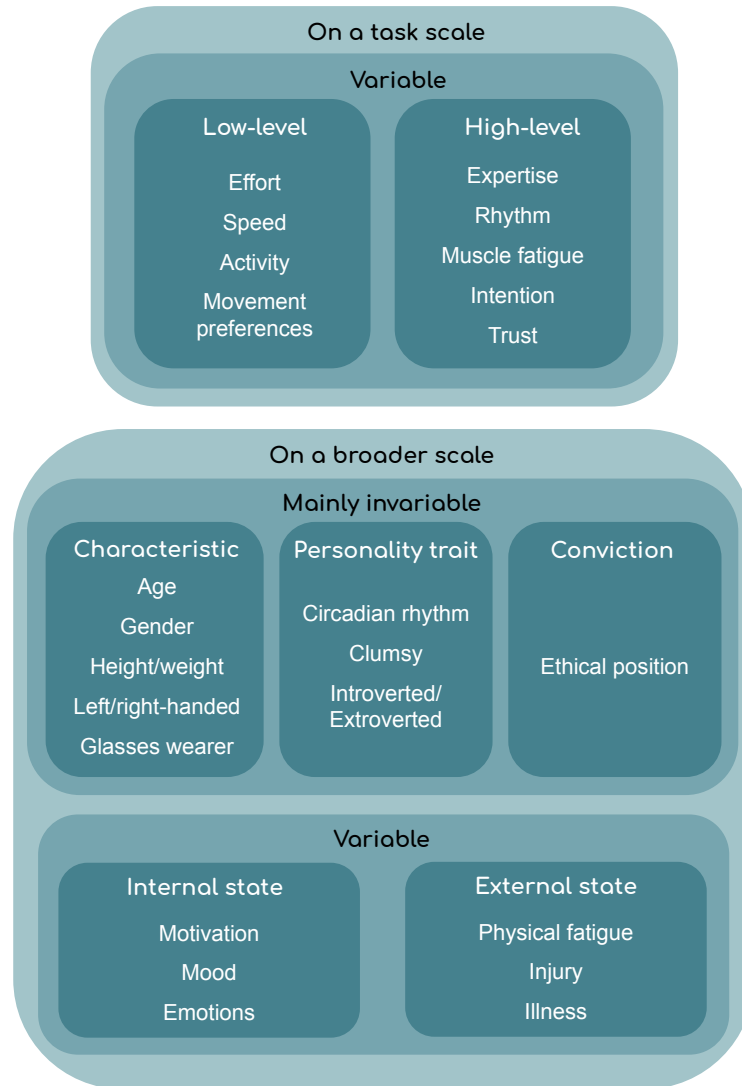 On a task scale
Variable
Low-level
Effort
Speed
Activity
Movement
preferences
High-level
Expertise
Rhythm
Muscle fatigue
Intention
Trust
On a broader scale
Mainly invariable
Characteristic
Age
Gender
Height/weight
Left/right-handed
Glasses wearer
Personality trait
Circadian rhythm
Clumsy
Introverted/
Extroverted
Conviction
Ethical position
Variable
Internal state
Motivation
Mood
Emotions
External state
Physical fatigue
Injury
Illness